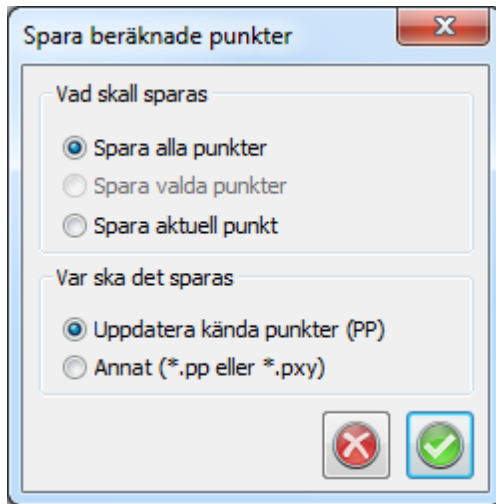 Spara beräknade punkter
Vad skall sparas
Spara alla punkter
Spara valda punkter
Spara aktuell punkt
Var ska det sparas
Uppdatera kända punkter (PP)
Annat (*.pp eller *.pxy)